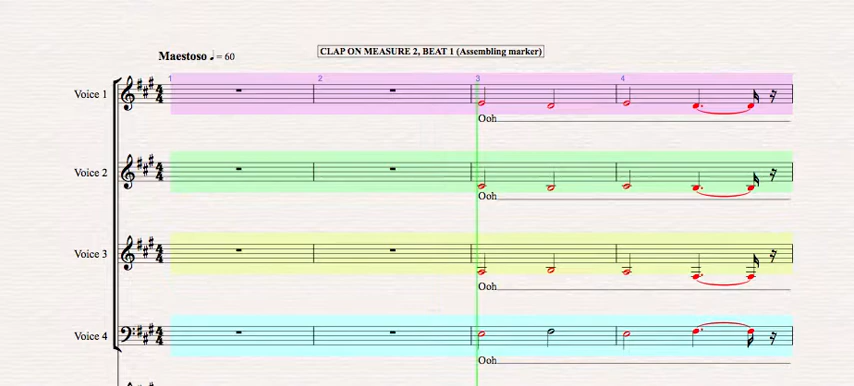 CLAP ON MEASURE 2, BEAT 1 (Assembling marker)
Maestoso ♩ = 60
1 2 3 4
Voice 1
Ooh
Voice 2
Ooh
Voice 3
Ooh
Voice 4
Ooh